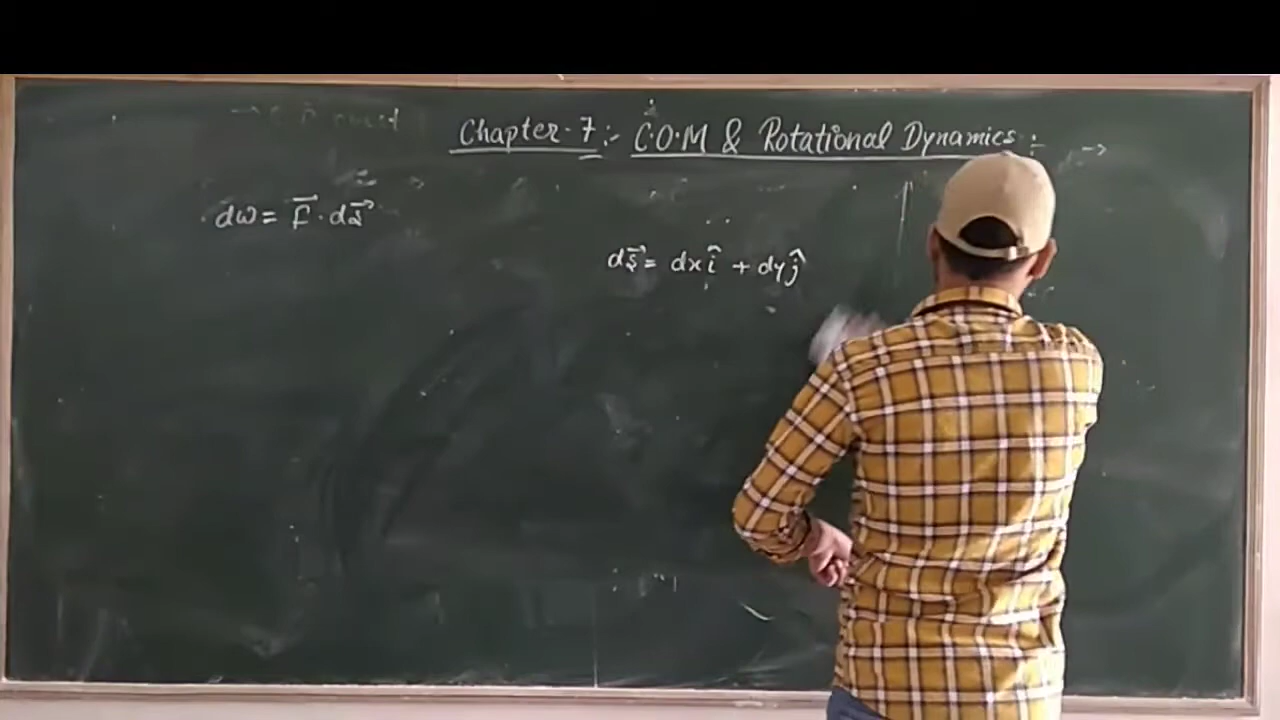 Chapter-7:- C.O.M & Rotational Dynamics:-
dω = F⃗ · ds⃗
ds⃗ = dx î + dy ĵ